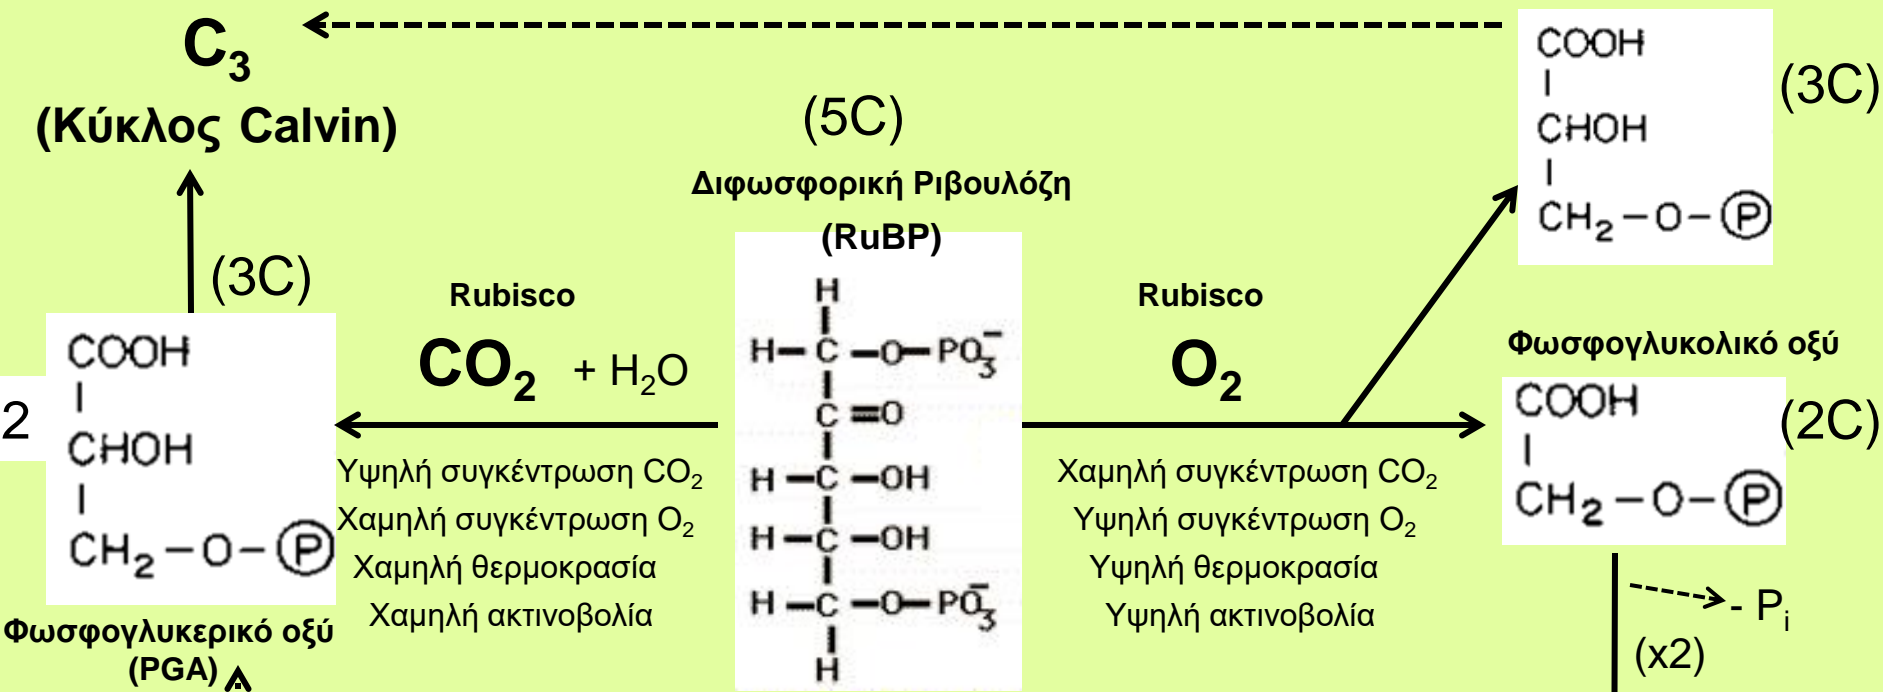 C3
(Κύκλος Calvin)
(3C)
2
COOH
CHOH
CH2 – O – P
Φωσφογλυκερικό οξύ
(PGA)
Rubisco
CO2 + H2O
Υψηλή συγκέντρωση CO2
Χαμηλή συγκέντρωση O2
Χαμηλή θερμοκρασία
Χαμηλή ακτινοβολία
(5C)
Διφωσφορική Ριβουλόζη
(RuBP)
H
H – C – O – PO3−
C = O
H – C – OH
H – C – OH
H – C – O – PO3−
H
Rubisco
O2
Χαμηλή συγκέντρωση CO2
Υψηλή συγκέντρωση O2
Υψηλή θερμοκρασία
Υψηλή ακτινοβολία
COOH
(3C)
CHOH
CH2 – O – P
Φωσφογλυκολικό οξύ
COOH
(2C)
CH2 – O – P
- Pi
(x2)